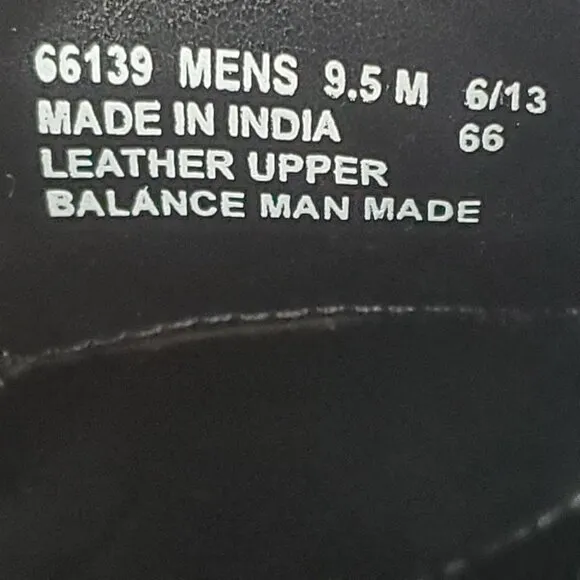 66139 MENS 9.5 M 6/13
MADE IN INDIA 66
LEATHER UPPER
BALANCE MAN MADE